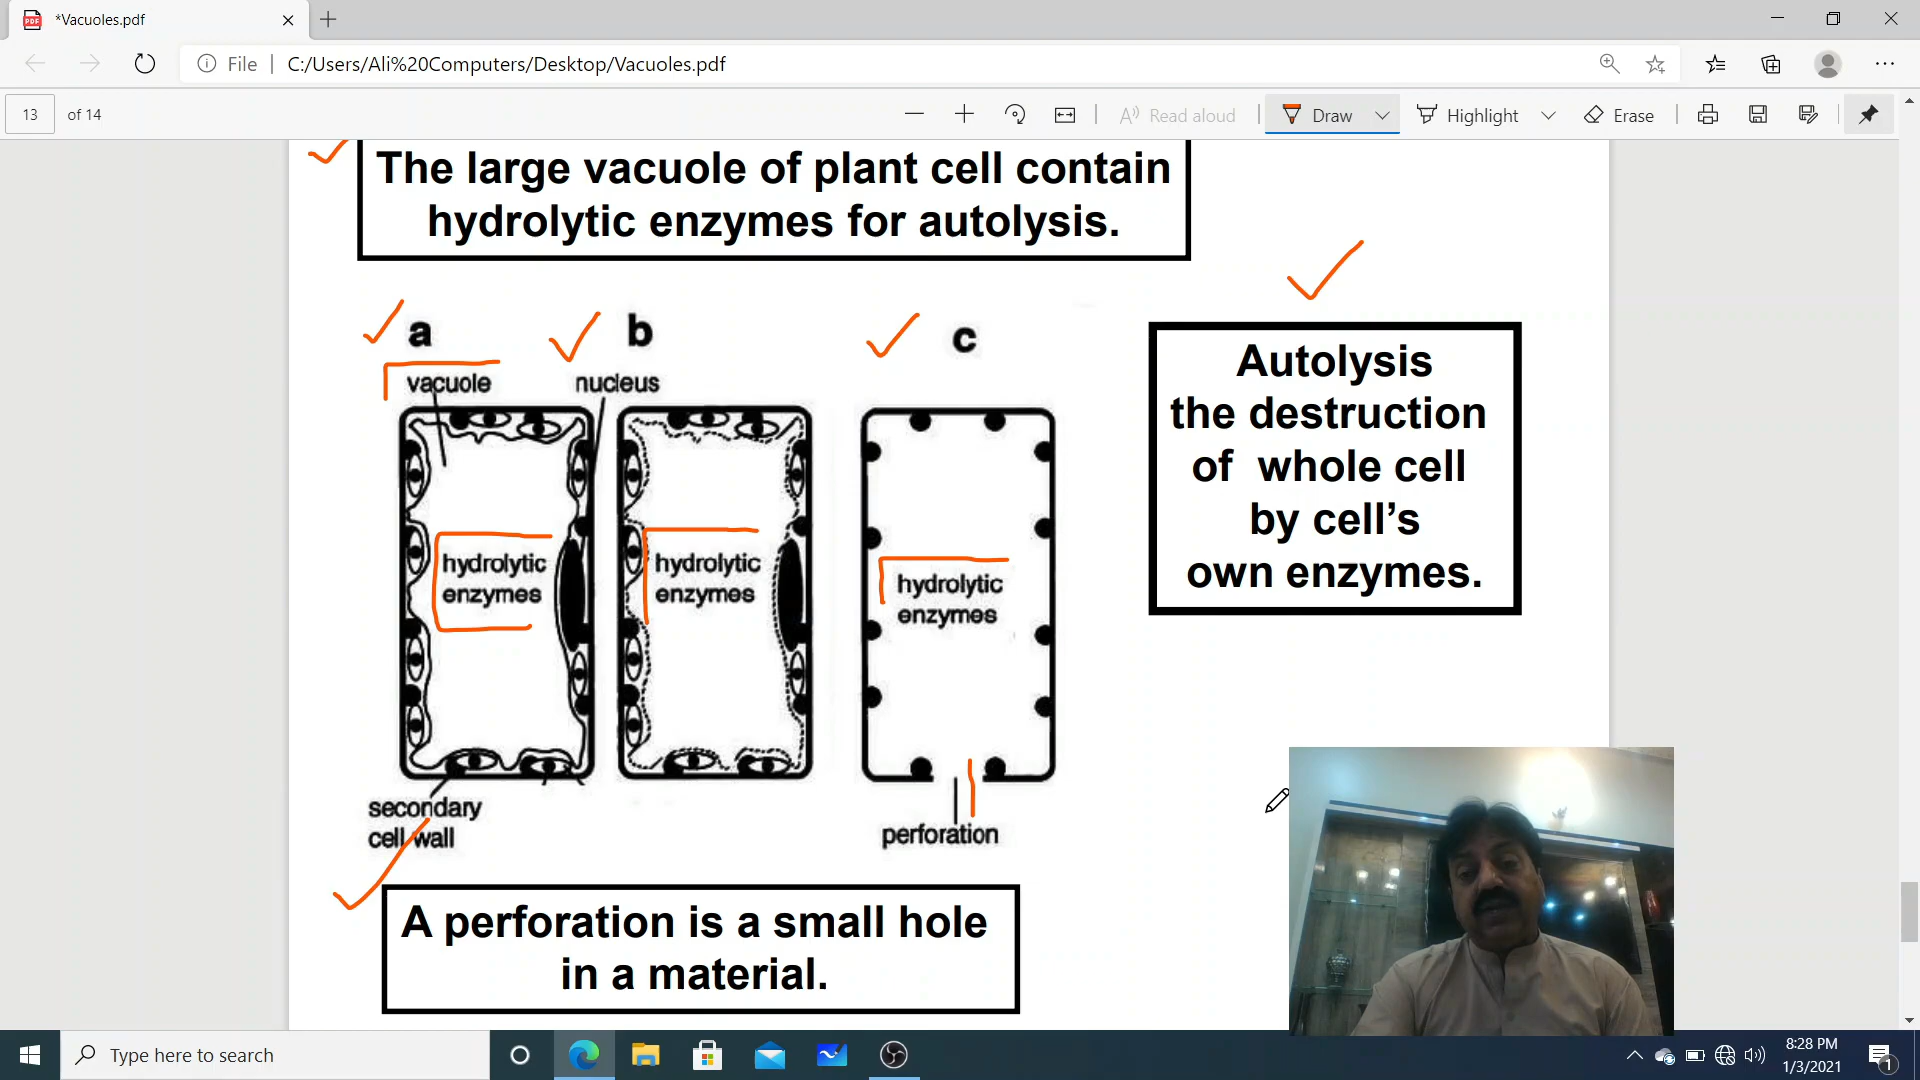 *Vacuoles.pdf
File
C:/Users/Ali%20Computers/Desktop/Vacuoles.pdf
13 of 14
Read aloud
Draw
Highlight
Erase
The large vacuole of plant cell contain
hydrolytic enzymes for autolysis.
a
b
c
vacuole
nucleus
hydrolytic
enzymes
hydrolytic
enzymes
hydrolytic
enzymes
secondary
cell wall
perforation
Autolysis
the destruction
of whole cell
by cell’s
own enzymes.
A perforation is a small hole
in a material.
Type here to search
8:28 PM
1/3/2021
1